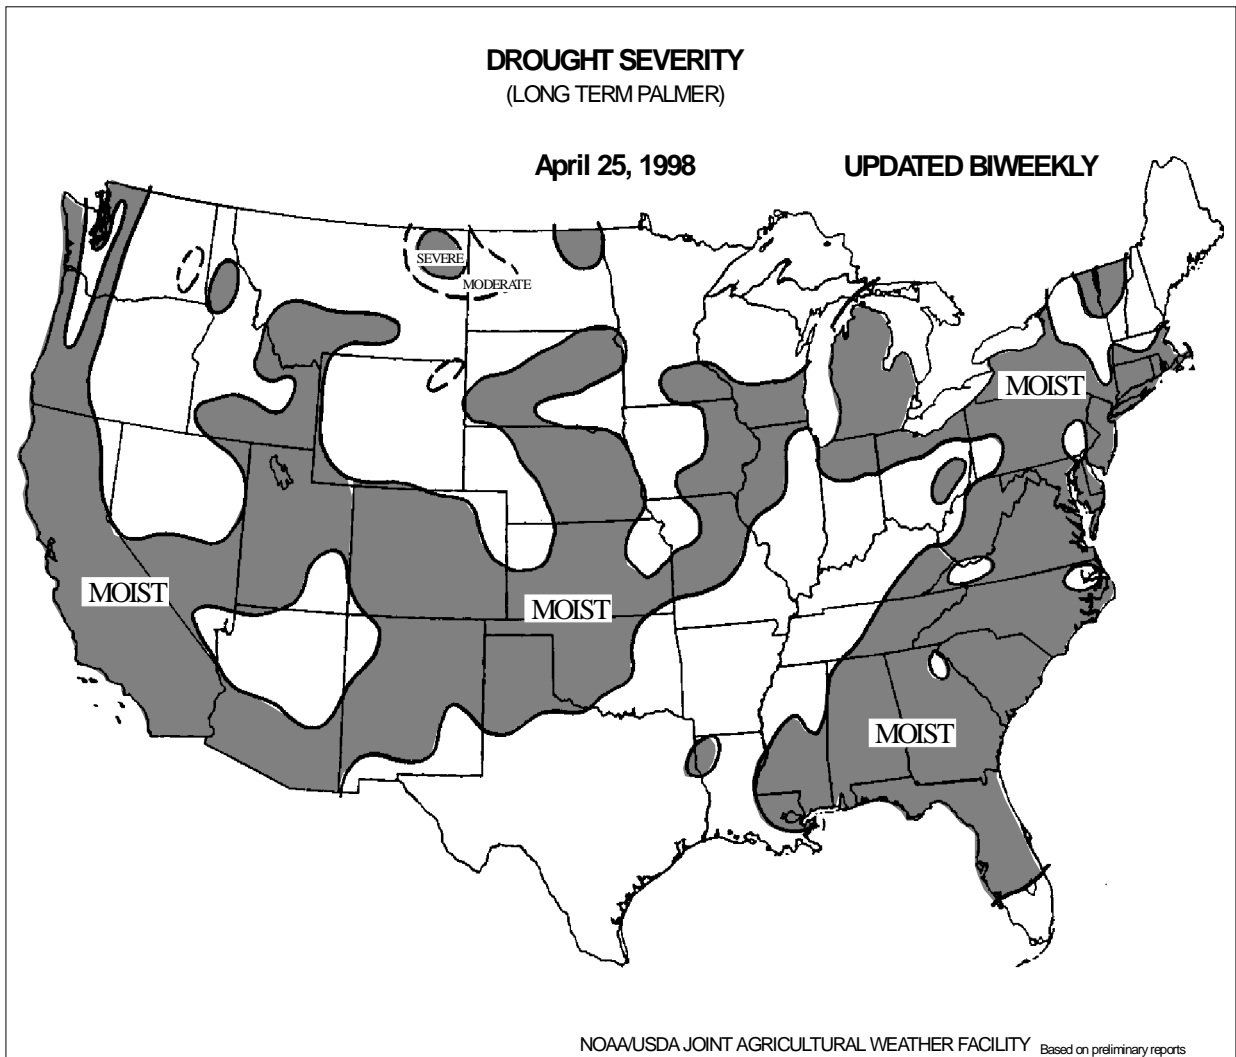 DROUGHT SEVERITY
(LONG TERM PALMER)
April 25, 1998 UPDATED BIWEEKLY
SEVERE
MODERATE
MOIST
MOIST
MOIST
MOIST
NOAA/USDA JOINT AGRICULTURAL WEATHER FACILITY Based on preliminary reports